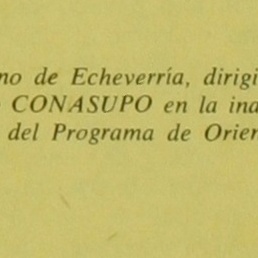 no de Echeverría, dirigi
CONASUPO en la ina
del Programa de Orien